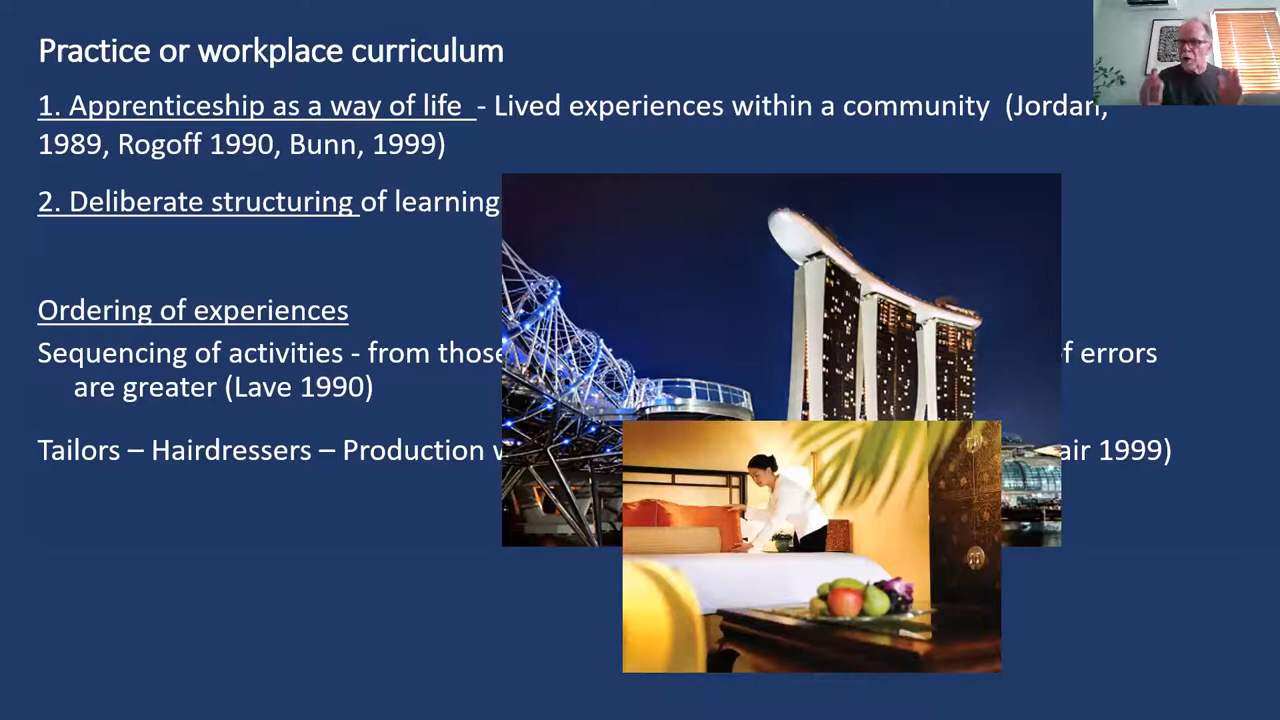 Practice or workplace curriculum
1. Apprenticeship as a way of life - Lived experiences within a community (Jordan,
1989, Rogoff 1990, Bunn, 1999)
2. Deliberate structuring of learning
Ordering of experiences
Sequencing of activities - from those of errors
are greater (Lave 1990)
Tailors – Hairdressers – Production 1999)